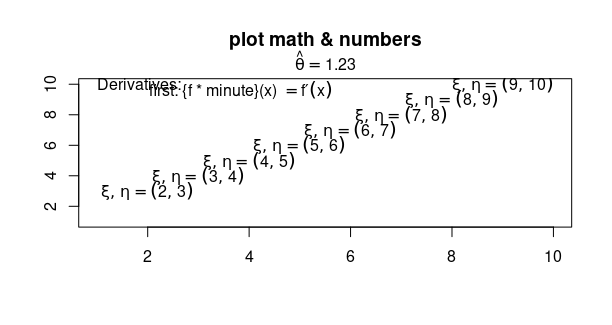 plot math & numbers
θ̂ = 1.23
Derivatives:
first: {f * minute}(x) = f′(x)
ξ, η = (9, 10)
ξ, η = (8, 9)
ξ, η = (7, 8)
ξ, η = (6, 7)
ξ, η = (5, 6)
ξ, η = (4, 5)
ξ, η = (3, 4)
ξ, η = (2, 3)
10
8
6
4
2
2 4 6 8 10